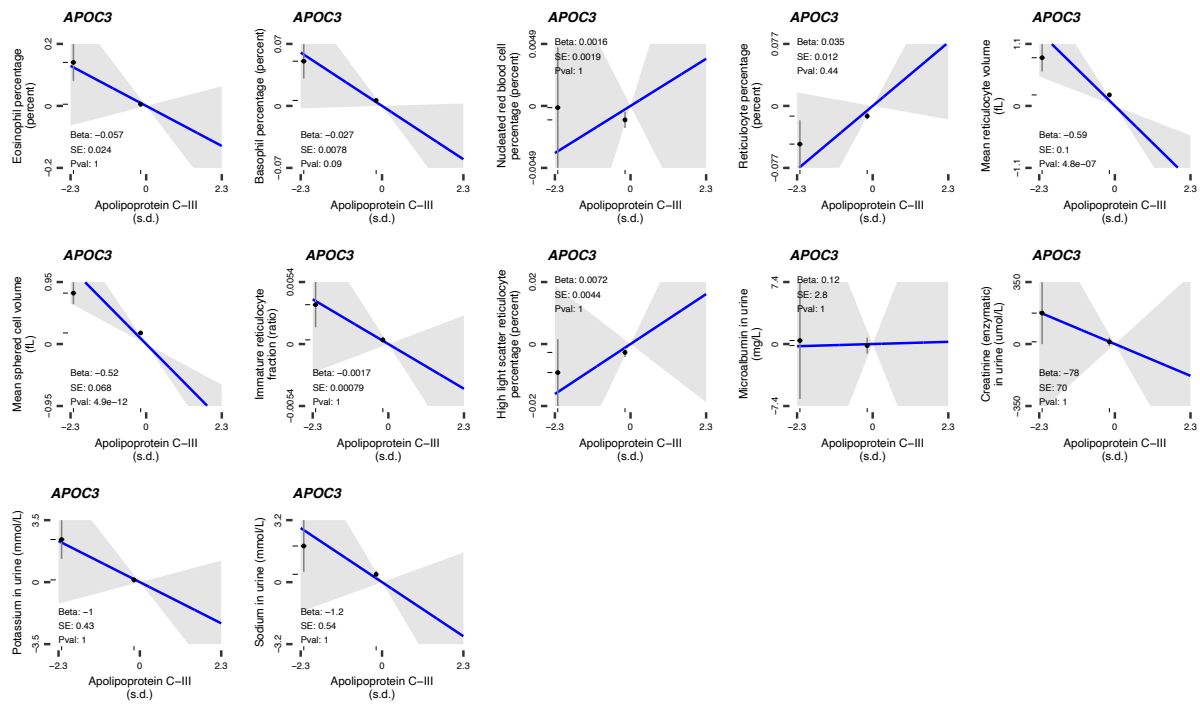 APOC3
Eosinophil percentage
(percent)
0.2
0
−0.2
Beta: −0.057
SE: 0.024
Pval: 1
−2.3
0
2.3
Apolipoprotein C−III
(s.d.)
APOC3
Basophil percentage (percent)
0.07
0
−0.07
Beta: −0.027
SE: 0.0078
Pval: 0.09
−2.3
0
2.3
Apolipoprotein C−III
(s.d.)
APOC3
Nucleated red blood cell
percentage (percent)
0.0049
0
−0.0049
Beta: 0.0016
SE: 0.0019
Pval: 1
−2.3
0
2.3
Apolipoprotein C−III
(s.d.)
APOC3
Reticulocyte percentage
(percent)
0.077
0
−0.077
Beta: 0.035
SE: 0.012
Pval: 0.44
−2.3
0
2.3
Apolipoprotein C−III
(s.d.)
APOC3
Mean reticulocyte volume
(fL)
1.1
0
−1.1
Beta: −0.59
SE: 0.1
Pval: 4.8e−07
−2.3
0
2.3
Apolipoprotein C−III
(s.d.)
APOC3
Mean sphered cell volume
(fL)
0.95
0
−0.95
Beta: −0.52
SE: 0.068
Pval: 4.9e−12
−2.3
0
2.3
Apolipoprotein C−III
(s.d.)
APOC3
Immature reticulocyte
fraction (ratio)
0.0054
0
−0.0054
Beta: −0.0017
SE: 0.00079
Pval: 1
−2.3
0
2.3
Apolipoprotein C−III
(s.d.)
APOC3
High light scatter reticulocyte
percentage (percent)
0.02
0
−0.02
Beta: 0.0072
SE: 0.0044
Pval: 1
−2.3
0
2.3
Apolipoprotein C−III
(s.d.)
APOC3
Microalbumin in urine
(mg/L)
7.4
0
−7.4
Beta: 0.12
SE: 2.8
Pval: 1
−2.3
0
2.3
Apolipoprotein C−III
(s.d.)
APOC3
Creatinine (enzymatic)
in urine (umol/L)
350
0
−350
Beta: −78
SE: 70
Pval: 1
−2.3
0
2.3
Apolipoprotein C−III
(s.d.)
APOC3
Potassium in urine (mmol/L)
3.5
0
−3.5
Beta: −1
SE: 0.43
Pval: 1
−2.3
0
2.3
Apolipoprotein C−III
(s.d.)
APOC3
Sodium in urine (mmol/L)
3.2
0
−3.2
Beta: −1.2
SE: 0.54
Pval: 1
−2.3
0
2.3
Apolipoprotein C−III
(s.d.)